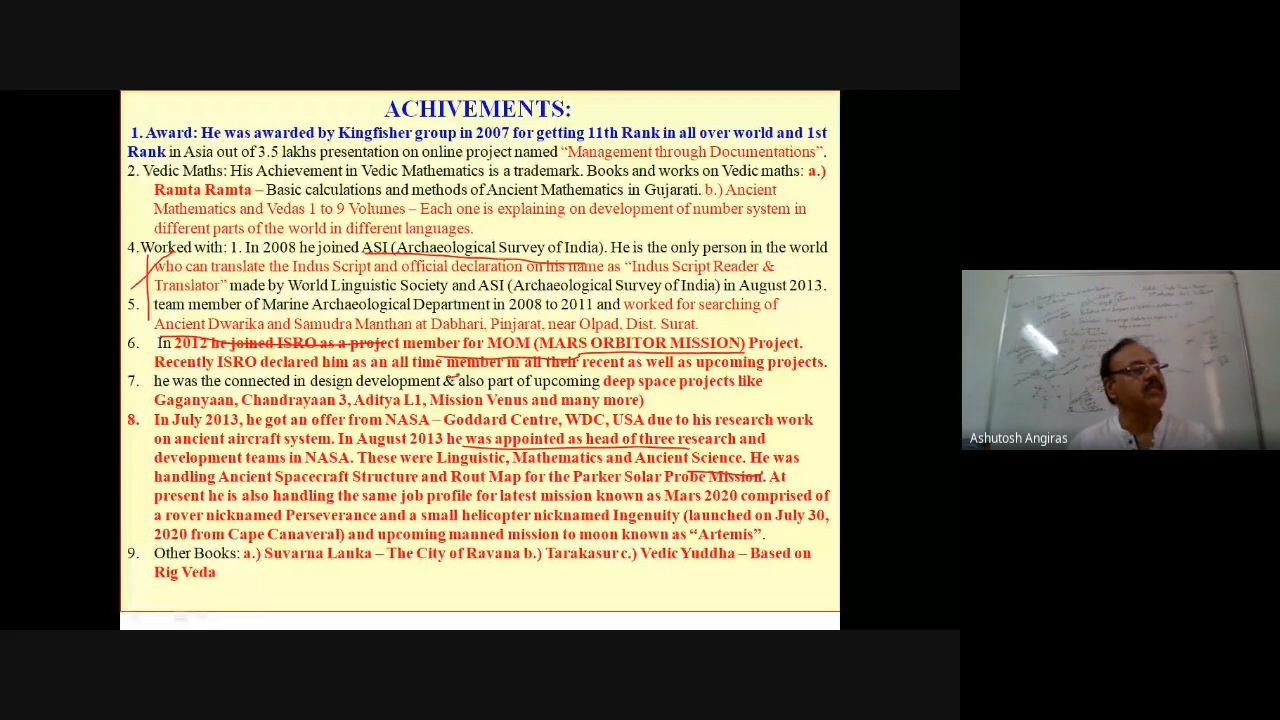 ACHIVEMENTS:
1. Award: He was awarded by Kingfisher group in 2007 for getting 11th Rank in all over world and 1st
Rank in Asia out of 3.5 lakhs presentation on online project named “Management through Documentations”.
2. Vedic Maths: His Achievement in Vedic Mathematics is a trademark. Books and works on Vedic maths: a.)
Ramta Ramta – Basic calculations and methods of Ancient Mathematics in Gujarati. b.) Ancient
Mathematics and Vedas 1 to 9 Volumes – Each one is explaining on development of number system in
different parts of the world in different languages.
4.Worked with: 1. In 2008 he joined ASI (Archaeological Survey of India). He is the only person in the world
who can translate the Indus Script and official declaration on his name as “Indus Script Reader &
Translator” made by World Linguistic Society and ASI (Archaeological Survey of India) in August 2013.
5. team member of Marine Archaeological Department in 2008 to 2011 and worked for searching of
Ancient Dwarika and Samudra Manthan at Dabhari, Pinjarat, near Olpad, Dist. Surat.
6. In 2012 he joined ISRO as a project member for MOM (MARS ORBITOR MISSION) Project.
Recently ISRO declared him as an all time member in all their recent as well as upcoming projects.
7. he was the connected in design development & also part of upcoming deep space projects like
Gaganyaan, Chandrayaan 3, Aditya L1, Mission Venus and many more)
8. In July 2013, he got an offer from NASA – Goddard Centre, WDC, USA due to his research work
on ancient aircraft system. In August 2013 he was appointed as head of three research and
development teams in NASA. These were Linguistic, Mathematics and Ancient Science. He was
handling Ancient Spacecraft Structure and Rout Map for the Parker Solar Probe Mission. At
present he is also handling the same job profile for latest mission known as Mars 2020 comprised of
a rover nicknamed Perseverance and a small helicopter nicknamed Ingenuity (launched on July 30,
2020 from Cape Canaveral) and upcoming manned mission to moon known as “Artemis”.
9. Other Books: a.) Suvarna Lanka – The City of Ravana b.) Tarakasur c.) Vedic Yuddha – Based on
Rig Veda
Ashutosh Angiras